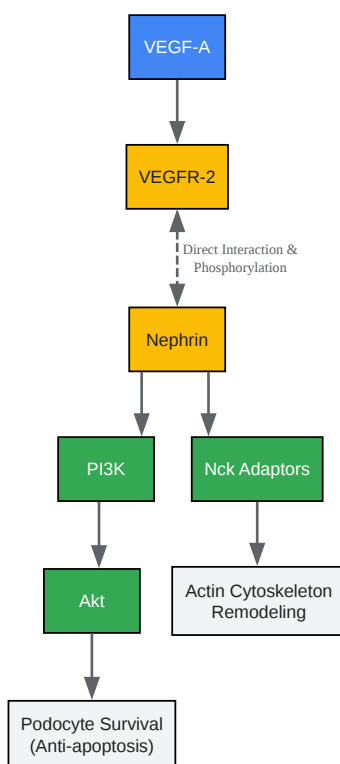 VEGF-A
VEGFR-2
Direct Interaction &
Phosphorylation
Nephrin
PI3K
Nck Adaptors
Akt
Actin Cytoskeleton
Remodeling
Podocyte Survival
(Anti-apoptosis)